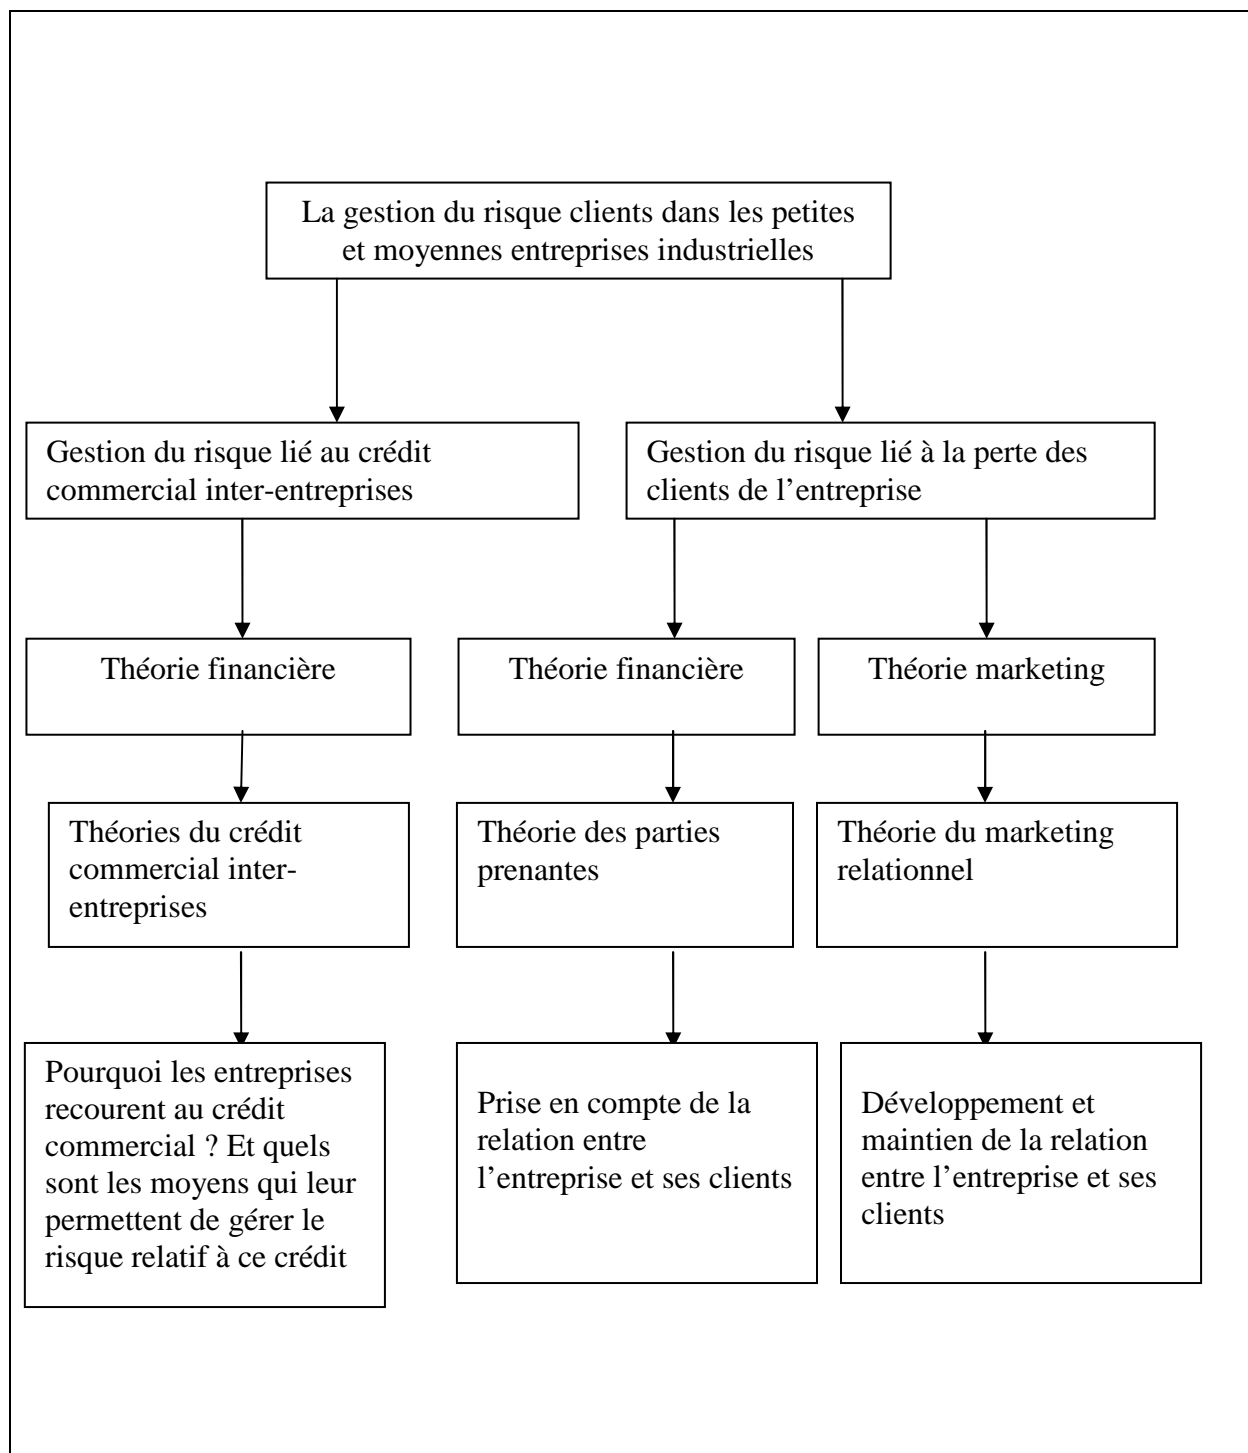 La gestion du risque clients dans les petites
et moyennes entreprises industrielles
Gestion du risque lié au crédit
commercial inter-entreprises
Gestion du risque lié à la perte des
clients de l’entreprise
Théorie financière
Théorie financière
Théorie marketing
Théories du crédit
commercial inter-
entreprises
Théorie des parties
prenantes
Théorie du marketing
relationnel
Pourquoi les entreprises
recourent au crédit
commercial ? Et quels
sont les moyens qui leur
permettent de gérer le
risque relatif à ce crédit
Prise en compte de la
relation entre
l’entreprise et ses clients
Développement et
maintien de la relation
entre l’entreprise et ses
clients